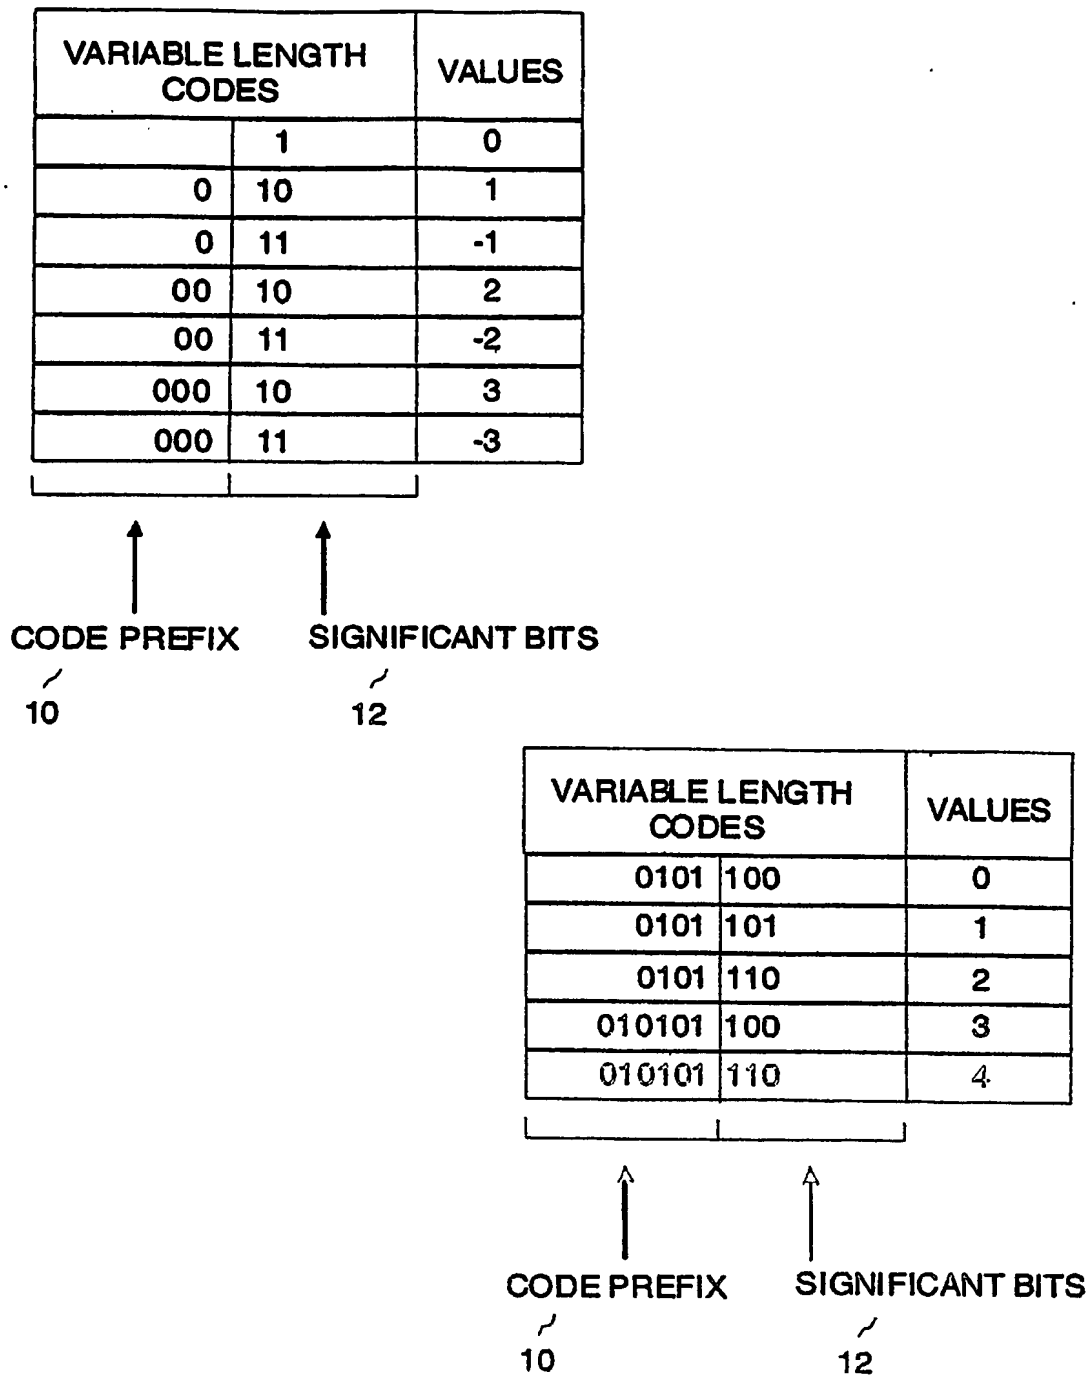 VARIABLE LENGTH CODES VALUES
1 0
0 10 1
0 11 -1
00 10 2
00 11 -2
000 10 3
000 11 -3
CODE PREFIX SIGNIFICANT BITS
10 12
VARIABLE LENGTH CODES VALUES
0101 100 0
0101 101 1
0101 110 2
010101 100 3
010101 110 4
CODE PREFIX SIGNIFICANT BITS
10 12